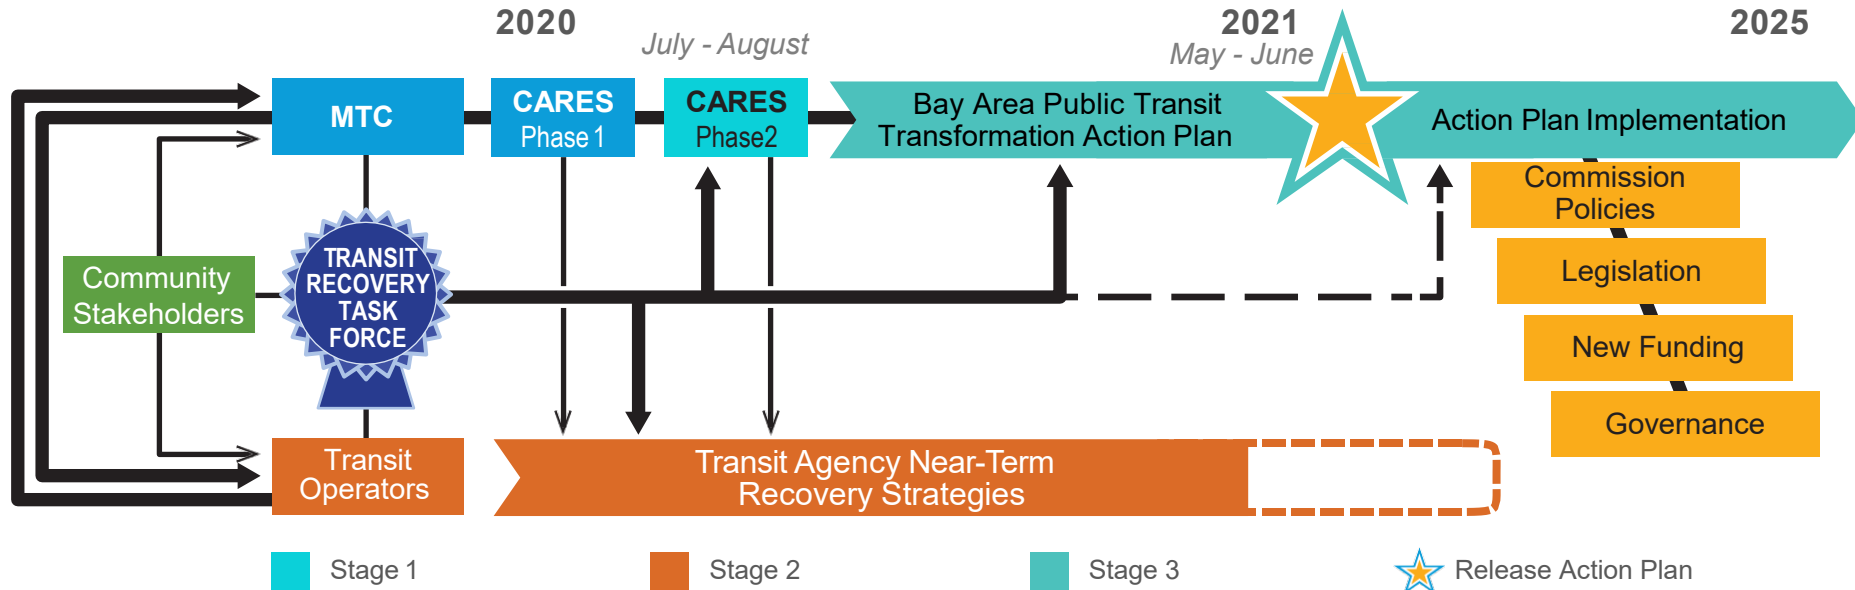 2020
2021
2025
July - August
May - June
MTC
CARES
Phase 1
CARES
Phase2
Bay Area Public Transit
Transformation Action Plan
Action Plan Implementation
Commission
Policies
Legislation
New Funding
Governance
TRANSIT
RECOVERY
TASK
FORCE
Community
Stakeholders
Transit
Operators
Transit Agency Near-Term
Recovery Strategies
Stage 1
Stage 2
Stage 3
Release Action Plan